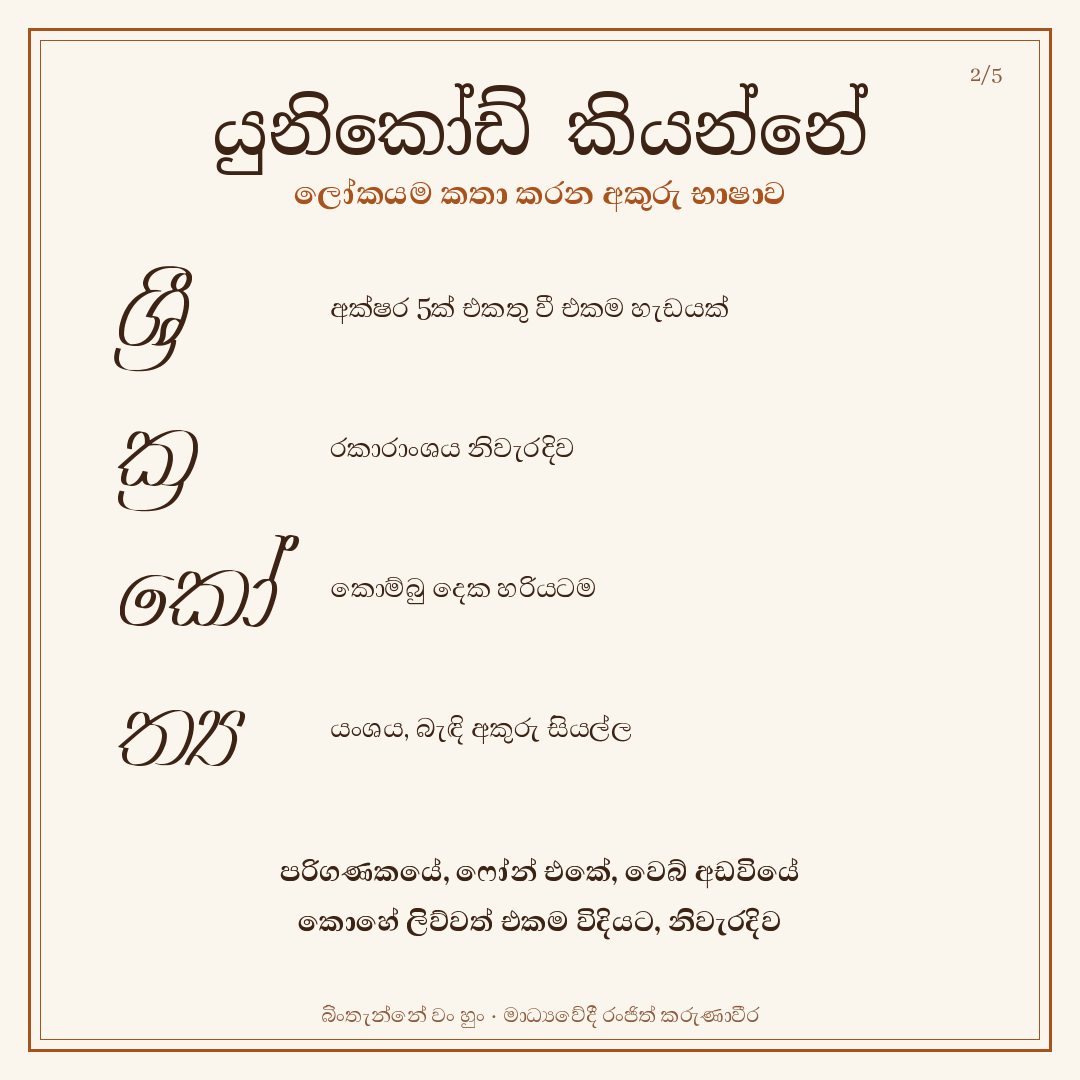 2/5
යුනිකෝඩ් කියන්නේ
ලෝකයම කතා කරන අකුරු භාෂාව
ශ්‍රී අක්ෂර 5ක් එකතු වී එකම හැඩයක්
ක්‍ර රකාරාංශය නිවැරදිව
කෝ කොම්බු දෙක හරියටම
ත්‍ය යංශය, බැඳි අකුරු සියල්ල
පරිගණකයේ, ෆෝන් එකේ, වෙබ් අඩවියේ
කොහේ ලිව්වත් එකම විදියට, නිවැරදිව
බිංතැන්නේ වං හුං · මාධ්‍යවේදී රංජිත් කරුණාවීර